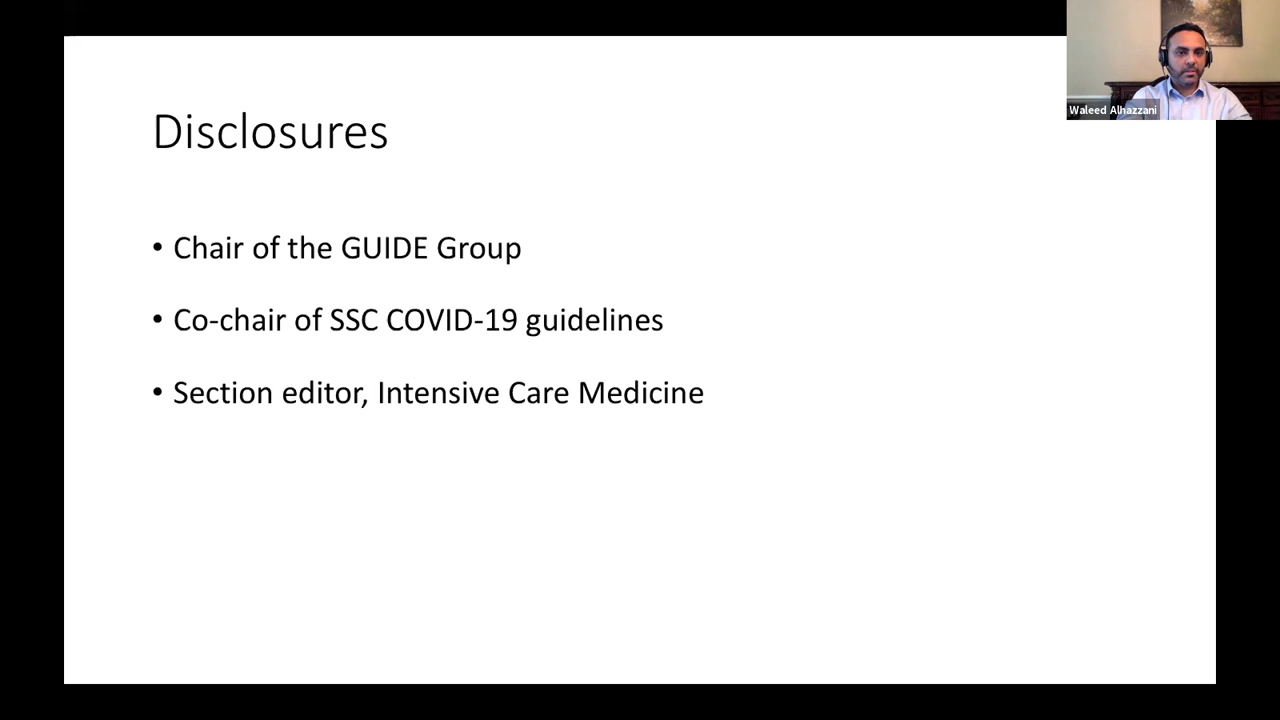 Waleed Alhazzani
Disclosures
• Chair of the GUIDE Group
• Co-chair of SSC COVID-19 guidelines
• Section editor, Intensive Care Medicine